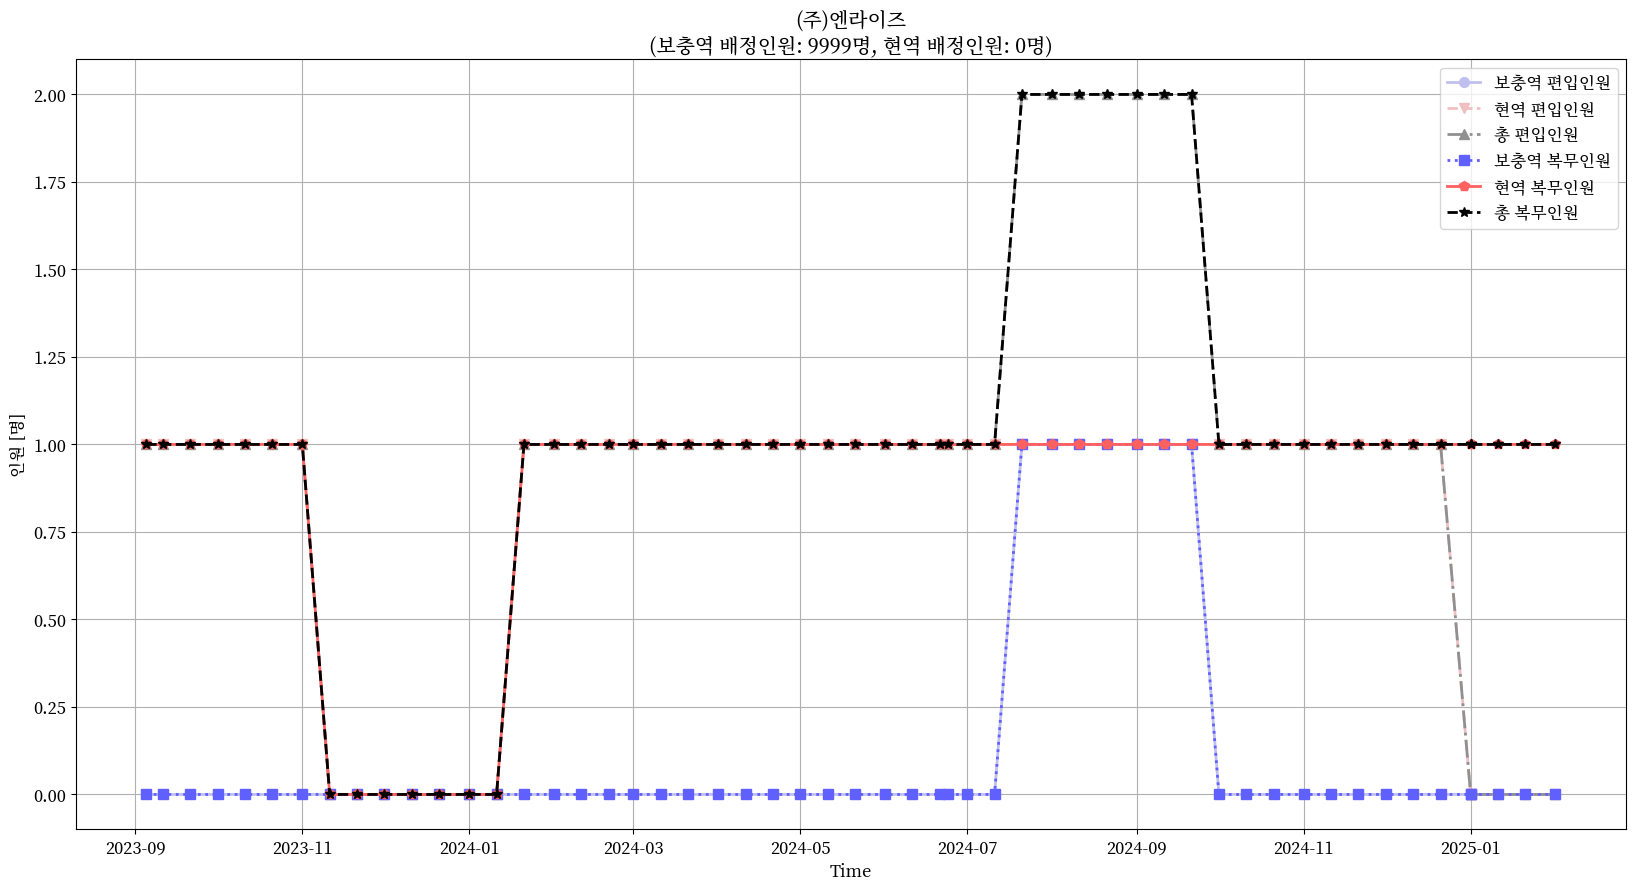 (주)엔라이즈
(보충역 배정인원: 9999명, 현역 배정인원: 0명)
보충역 편입인원
현역 편입인원
총 편입인원
보충역 복무인원
현역 복무인원
총 복무인원
인원 [명]
2.00
1.75
1.50
1.25
1.00
0.75
0.50
0.25
0.00
2023-09 2023-11 2024-01 2024-03 2024-05 2024-07 2024-09 2024-11 2025-01
Time